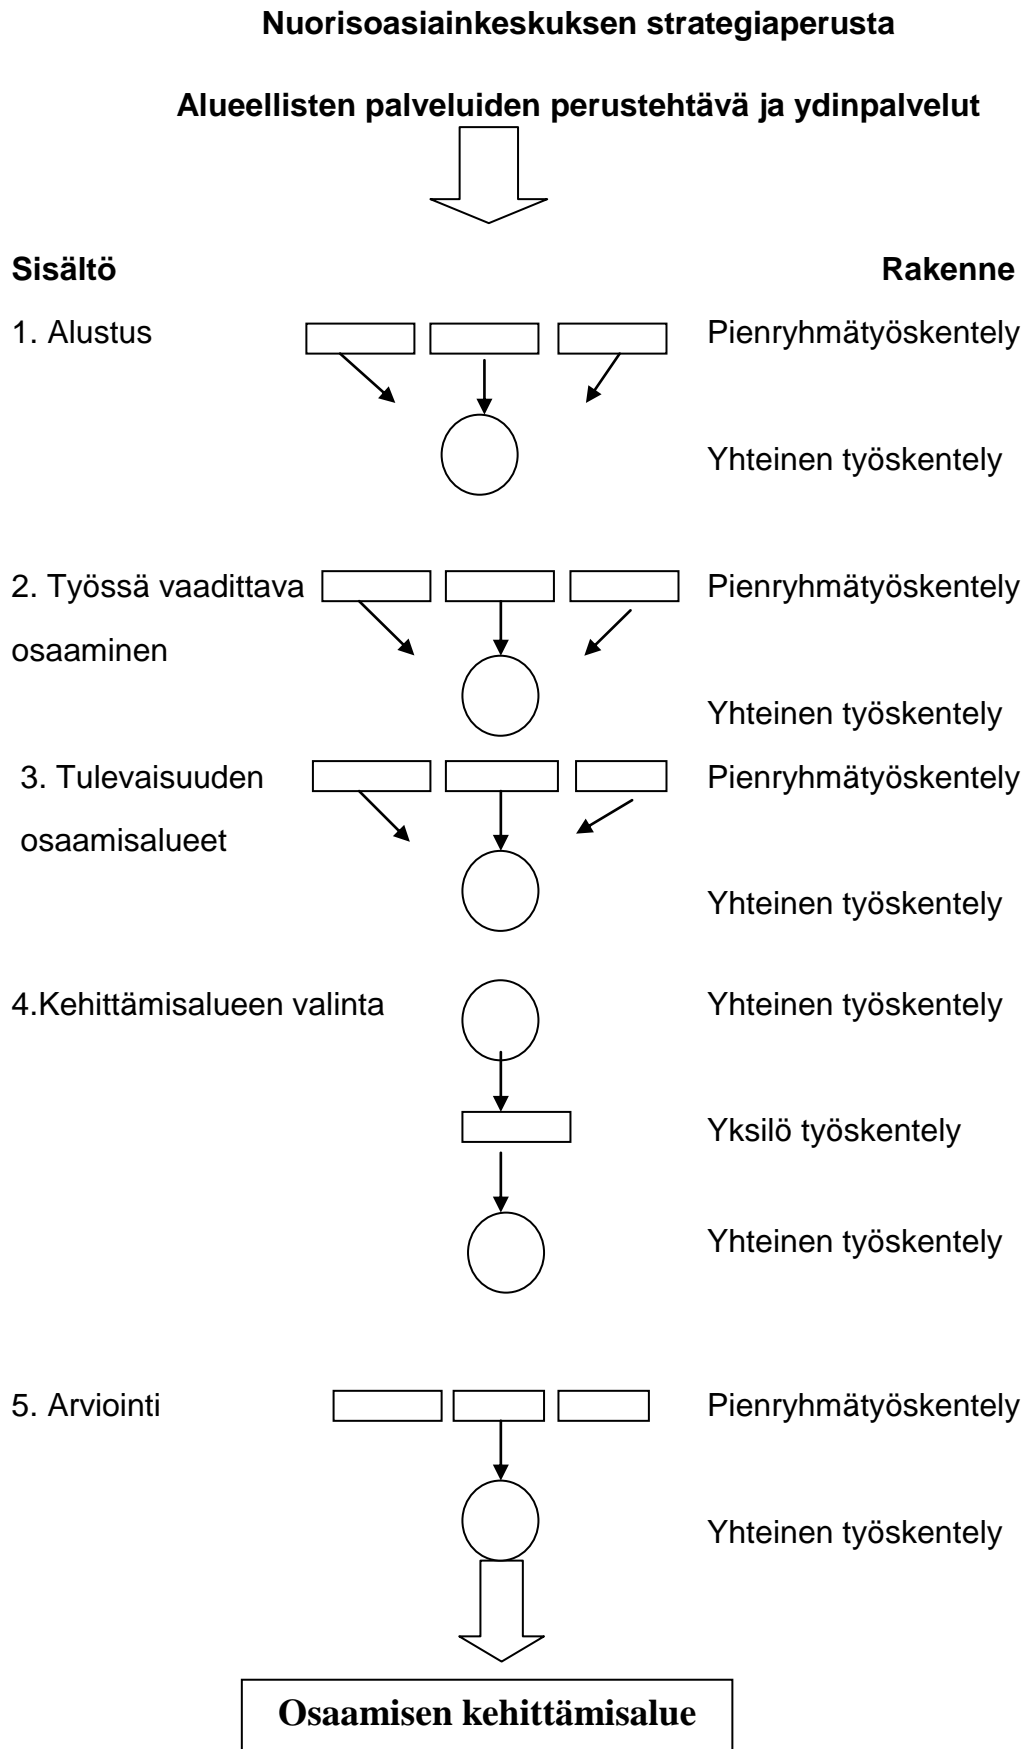 Nuorisoasiainkeskuksen strategiaperusta
Alueellisten palveluiden perustehtävä ja ydinpalvelut
Sisältö Rakenne
1. Alustus Pienryhmätyöskentely
Yhteinen työskentely
2. Työssä vaadittava Pienryhmätyöskentely
osaaminen
Yhteinen työskentely
3. Tulevaisuuden Pienryhmätyöskentely
osaamisalueet
Yhteinen työskentely
4.Kehittämisalueen valinta Yhteinen työskentely
Yksilö työskentely
Yhteinen työskentely
5. Arviointi Pienryhmätyöskentely
Yhteinen työskentely
Osaamisen kehittämisalue